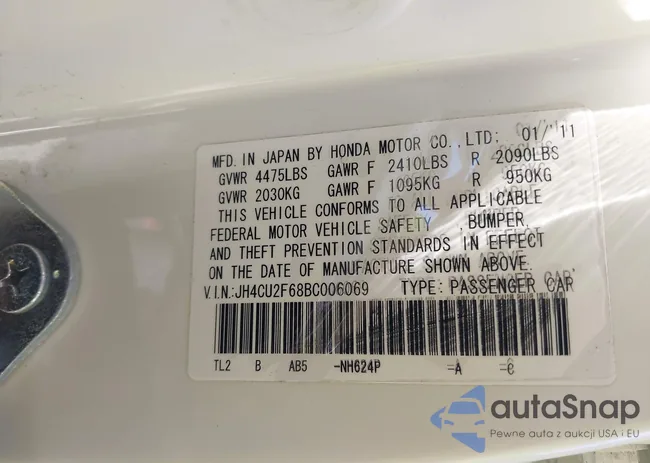 MFD. IN JAPAN BY HONDA MOTOR CO.,LTD: 01/'11
GVWR 4475LBS GAWR F 2410LBS R 2090LBS
GVWR 2030KG GAWR F 1095KG R 950KG
THIS VEHICLE CONFORMS TO ALL APPLICABLE
FEDERAL MOTOR VEHICLE SAFETY ,BUMPER,
AND THEFT PREVENTION STANDARDS IN EFFECT
ON THE DATE OF MANUFACTURE SHOWN ABOVE.
V.I.N:JH4CU2F68BC006069 TYPE: PASSENGER CAR
TL2 B AB5 -NH624P =A =C
autaSnap
Pewne auta z aukcji USA i EU